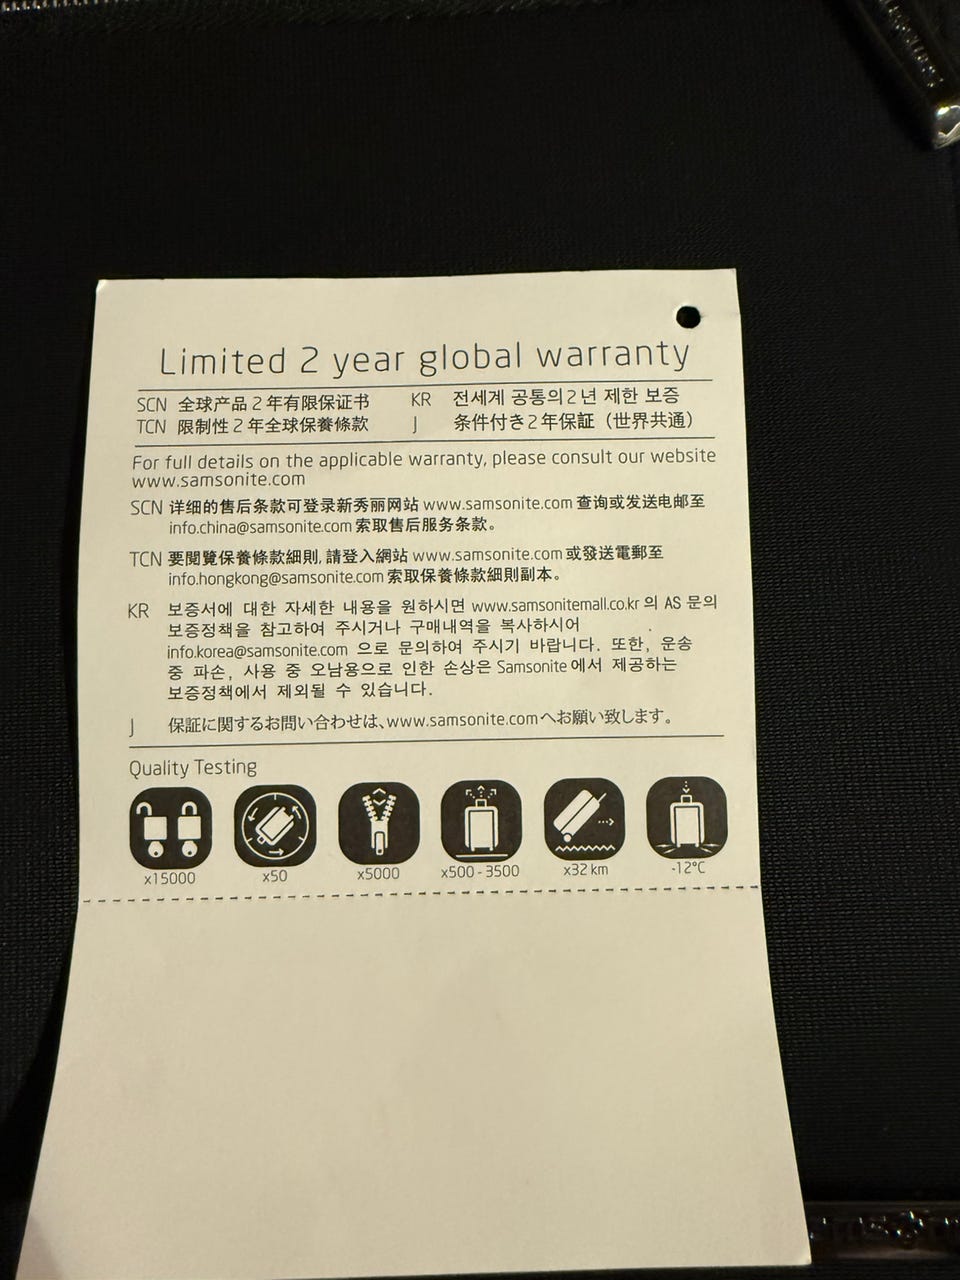 Limited 2 year global warranty
SCN 全球产品2年有限保证书 KR 전세계 공통의2년 제한 보증
TCN 限制性2年全球保養條款 J 条件付き2年保証（世界共通）
For full details on the applicable warranty, please consult our website
www.samsonite.com
SCN 详细的售后条款可登录新秀丽网站 www.samsonite.com 查询或发送电邮至
info.china@samsonite.com 索取售后服务条款。
TCN 要閱覽保養條款細則, 請登入網站 www.samsonite.com 或發送電郵至
info.hongkong@samsonite.com 索取保養條款細則副本。
KR 보증서에 대한 자세한 내용을 원하시면 www.samsonitemall.co.kr 의 AS 문의
보증정책을 참고하여 주시거나 구매내역을 복사하시어
info.korea@samsonite.com 으로 문의하여 주시기 바랍니다. 또한, 운송
중 파손, 사용 중 오남용으로 인한 손상은 Samsonite 에서 제공하는
보증정책에서 제외될 수 있습니다.
J 保証に関するお問い合わせは、www.samsonite.comへお願い致します。
Quality Testing
x15000 x50 x5000 x500 - 3500 x32 km -12°C